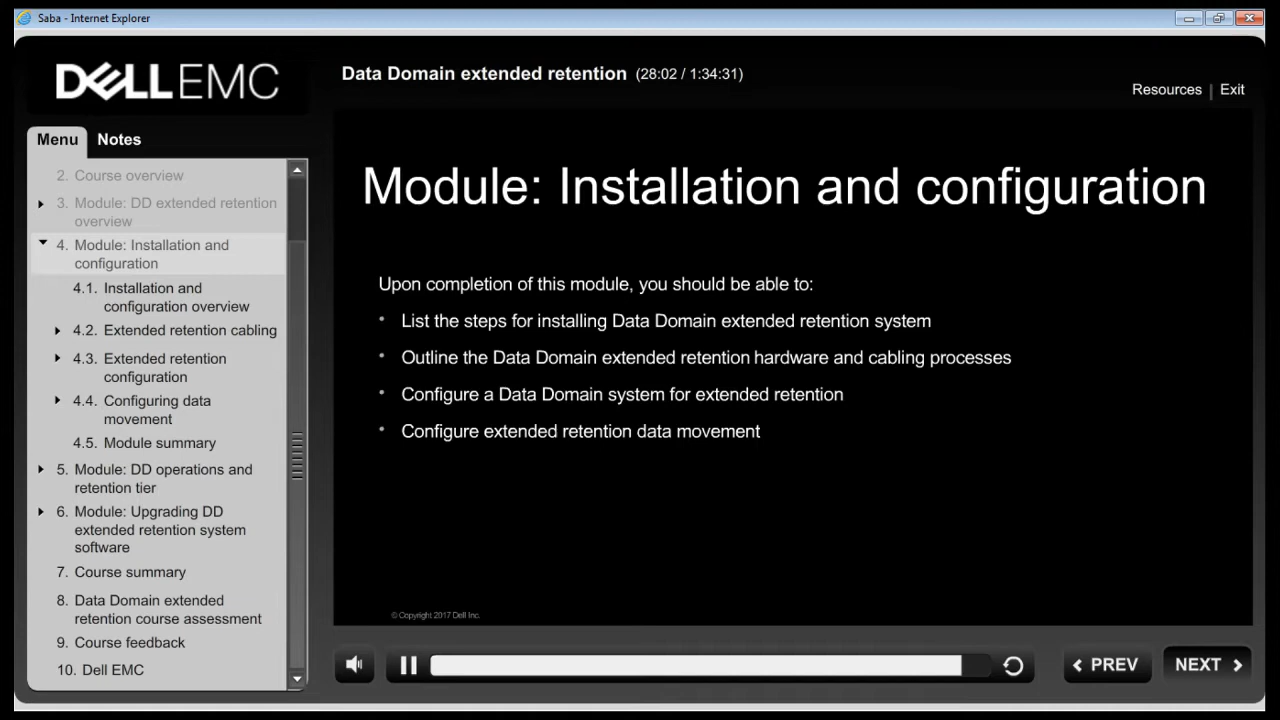 Saba - Internet Explorer
DELLEMC
Data Domain extended retention (28:02 / 1:34:31)
Resources | Exit
Menu Notes
2. Course overview
3. Module: DD extended retention
overview
4. Module: Installation and
configuration
4.1. Installation and
configuration overview
4.2. Extended retention cabling
4.3. Extended retention
configuration
4.4. Configuring data
movement
4.5. Module summary
5. Module: DD operations and
retention tier
6. Module: Upgrading DD
extended retention system
software
7. Course summary
8. Data Domain extended
retention course assessment
9. Course feedback
10. Dell EMC
Module: Installation and configuration
Upon completion of this module, you should be able to:
• List the steps for installing Data Domain extended retention system
• Outline the Data Domain extended retention hardware and cabling processes
• Configure a Data Domain system for extended retention
• Configure extended retention data movement
© Copyright 2017 Dell Inc.
PREV
NEXT